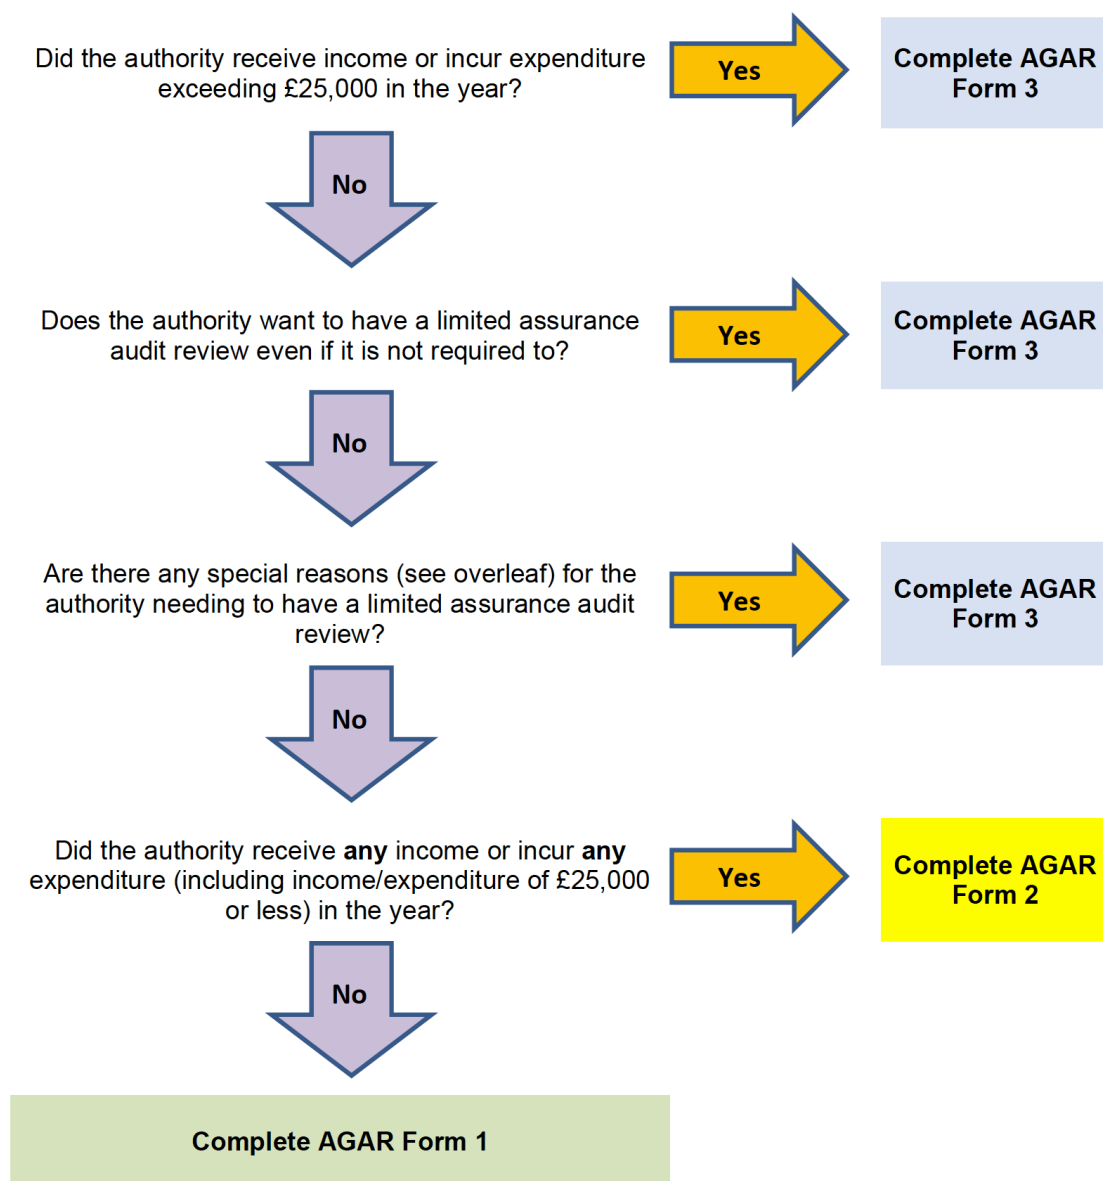 Did the authority receive income or incur expenditure
exceeding £25,000 in the year?
Yes
Complete AGAR
Form 3
No
Does the authority want to have a limited assurance
audit review even if it is not required to?
Yes
Complete AGAR
Form 3
No
Are there any special reasons (see overleaf) for the
authority needing to have a limited assurance audit
review?
Yes
Complete AGAR
Form 3
No
Did the authority receive any income or incur any
expenditure (including income/expenditure of £25,000
or less) in the year?
Yes
Complete AGAR
Form 2
No
Complete AGAR Form 1